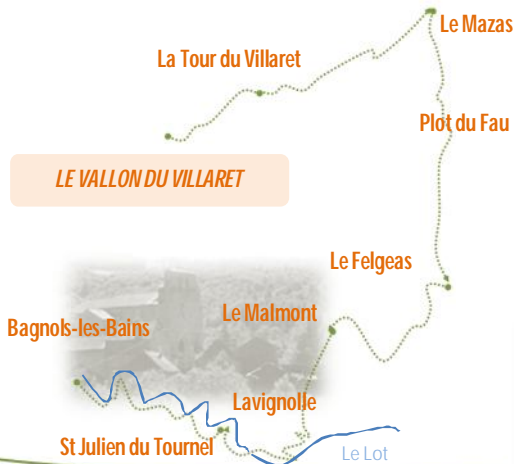 Le Mazas
La Tour du Villaret
Plot du Fau
LE VALLON DU VILLARET
Le Felgeas
Le Malmont
Bagnols-les-Bains
Lavignolle
St Julien du Tournel
Le Lot